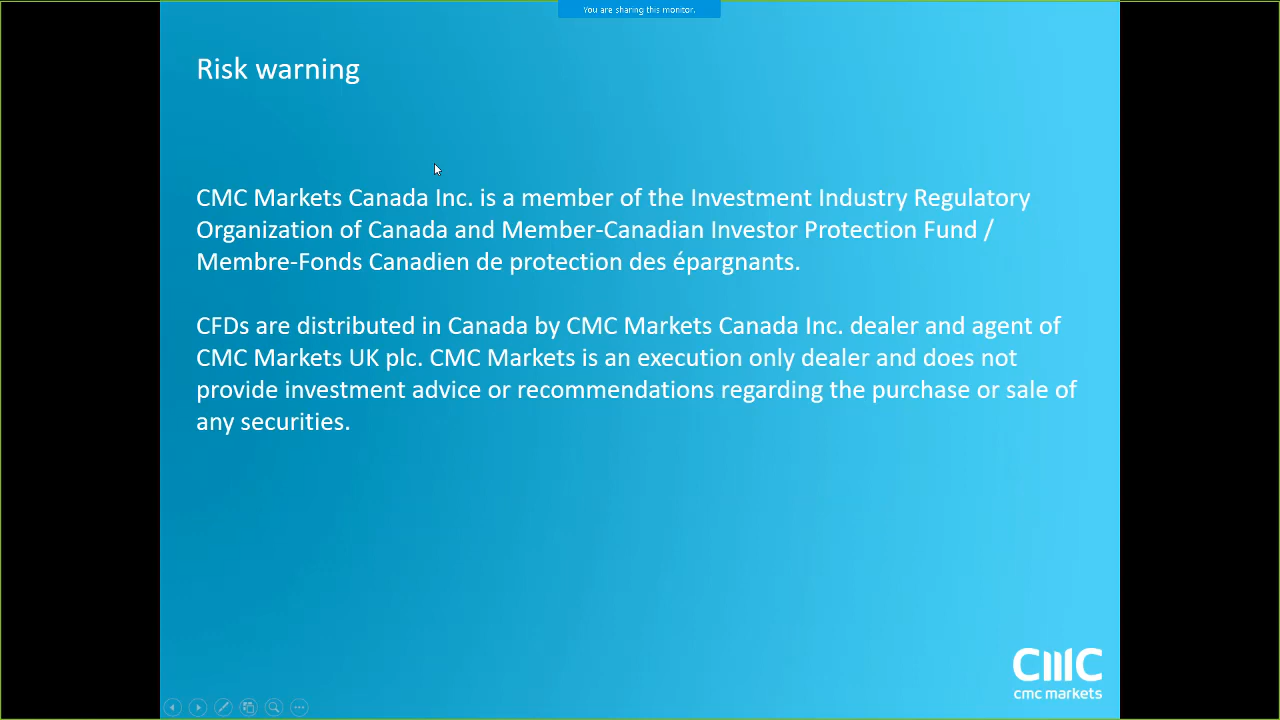 You are sharing this monitor.
Risk warning
CMC Markets Canada Inc. is a member of the Investment Industry Regulatory
Organization of Canada and Member-Canadian Investor Protection Fund /
Membre-Fonds Canadien de protection des épargnants.
CFDs are distributed in Canada by CMC Markets Canada Inc. dealer and agent of
CMC Markets UK plc. CMC Markets is an execution only dealer and does not
provide investment advice or recommendations regarding the purchase or sale of
any securities.
CMC
cmc markets